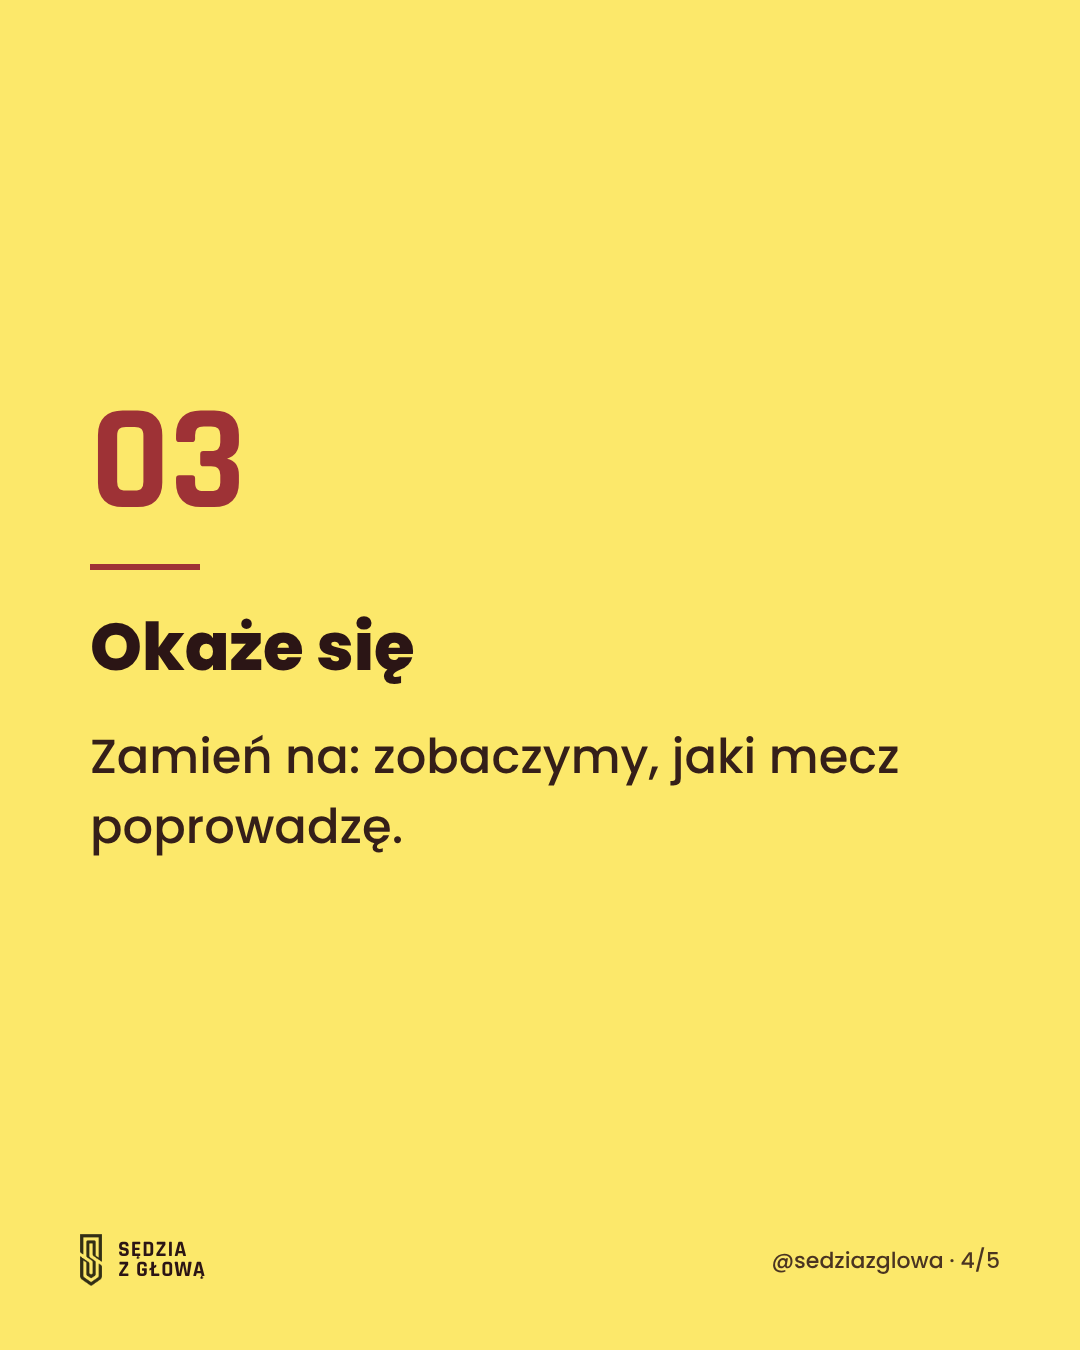 03
Okaże się
Zamień na: zobaczymy, jaki mecz
poprowadzę.
SĘDZIA
Z GŁOWĄ
@sedziazglowa · 4/5